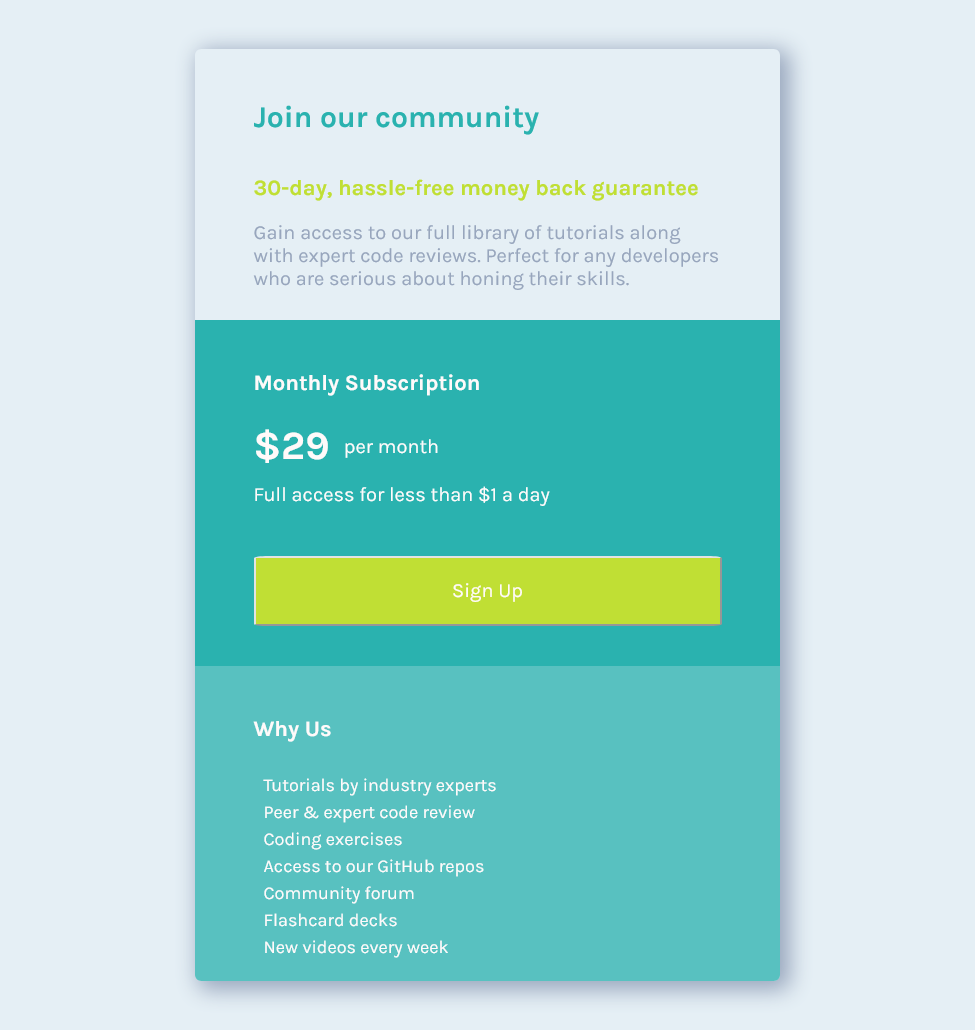 Join our community
30-day, hassle-free money back guarantee
Gain access to our full library of tutorials along
with expert code reviews. Perfect for any developers
who are serious about honing their skills.
Monthly Subscription
$29 per month
Full access for less than $1 a day
Sign Up
Why Us
Tutorials by industry experts
Peer & expert code review
Coding exercises
Access to our GitHub repos
Community forum
Flashcard decks
New videos every week